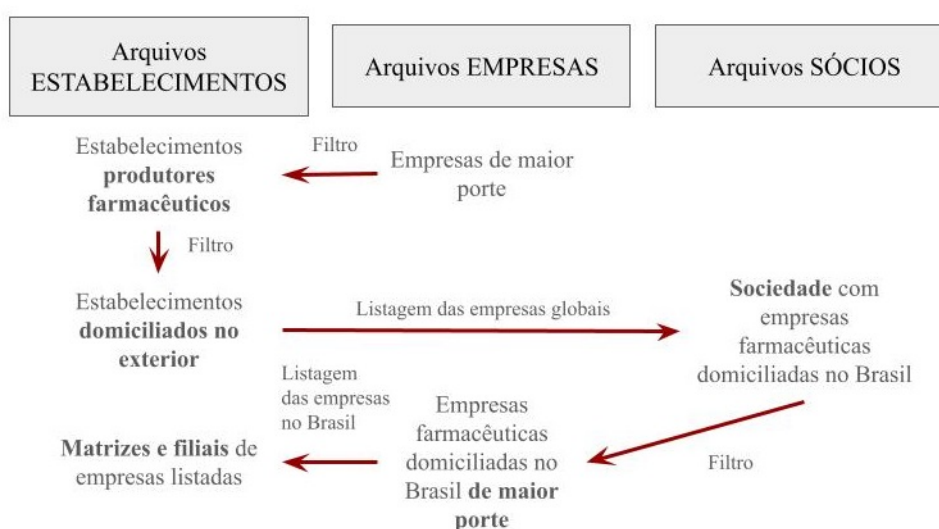 Arquivos
ESTABELECIMENTOS
Arquivos EMPRESAS
Arquivos SÓCIOS
Estabelecimentos
produtores
farmacêuticos
Filtro
Empresas de maior
porte
Filtro
Estabelecimentos
domiciliados no
exterior
Listagem das empresas globais
Sociedade com
empresas
farmacêuticas
domiciliadas no Brasil
Filtro
Empresas
farmacêuticas
domiciliadas no
Brasil de maior
porte
Listagem
das empresas
no Brasil
Matrizes e filiais de
empresas listadas